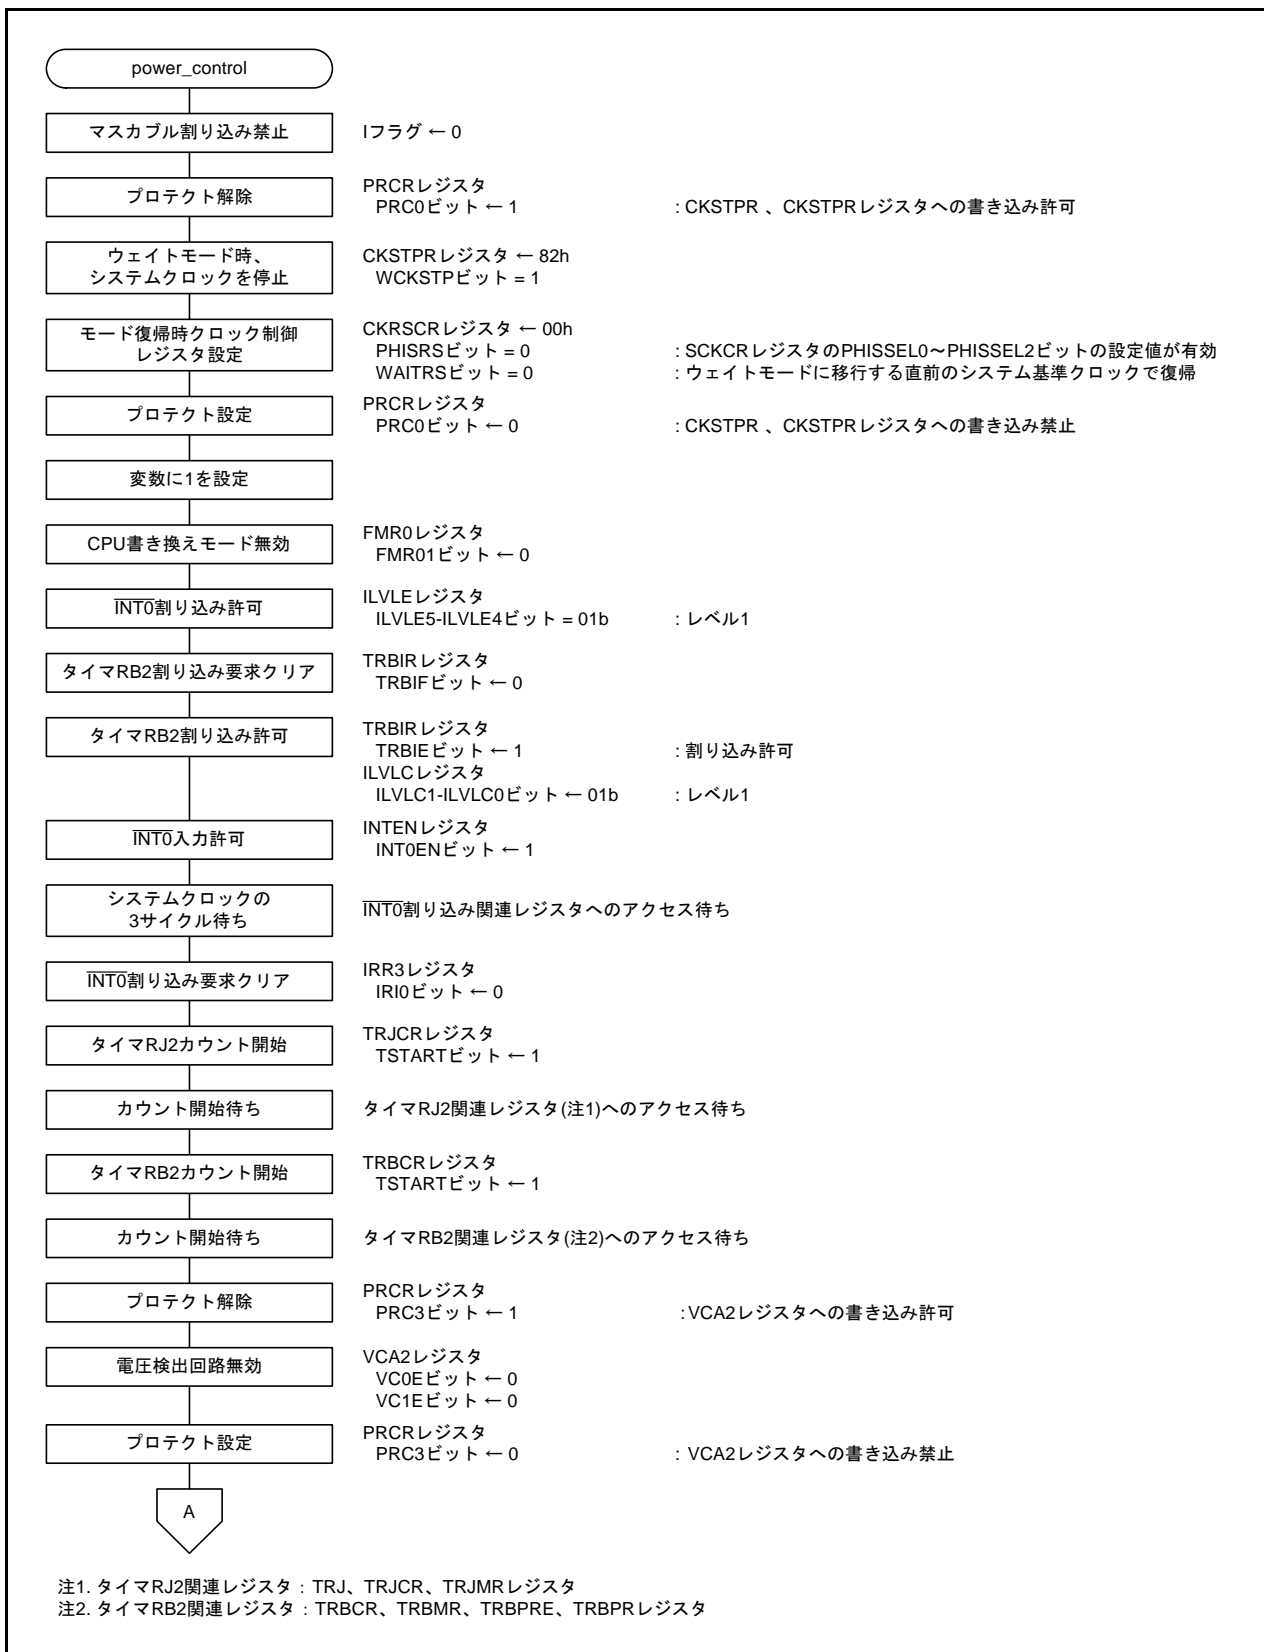 power_control
マスカブル割り込み禁止 Iフラグ ← 0
プロテクト解除 PRCRレジスタ
PRC0ビット ← 1 : CKSTPR 、CKSTPRレジスタへの書き込み許可
ウェイトモード時、
システムクロックを停止
CKSTPRレジスタ ← 82h
WCKSTPビット = 1
モード復帰時クロック制御
レジスタ設定
CKRSCRレジスタ ← 00h
PHISRSビット = 0 : SCKCRレジスタのPHISSEL0～PHISSEL2ビットの設定値が有効
WAITRSビット = 0 : ウェイトモードに移行する直前のシステム基準クロックで復帰
プロテクト設定 PRCRレジスタ
PRC0ビット ← 0 : CKSTPR 、CKSTPRレジスタへの書き込み禁止
変数に1を設定
CPU書き換えモード無効 FMR0レジスタ
FMR01ビット ← 0
INT0割り込み許可 ILVLEレジスタ
ILVLE5-ILVLE4ビット = 01b : レベル1
タイマRB2割り込み要求クリア TRBIRレジスタ
TRBIFビット ← 0
タイマRB2割り込み許可 TRBIRレジスタ
TRBIEビット ← 1 : 割り込み許可
ILVLCレジスタ
ILVLC1-ILVLC0ビット ← 01b : レベル1
INT0入力許可 INTENレジスタ
INT0ENビット ← 1
システムクロックの
3サイクル待ち
INT0割り込み関連レジスタへのアクセス待ち
INT0割り込み要求クリア IRR3レジスタ
IRI0ビット ← 0
タイマRJ2カウント開始 TRJCRレジスタ
TSTARTビット ← 1
カウント開始待ち タイマRJ2関連レジスタ(注1)へのアクセス待ち
タイマRB2カウント開始 TRBCRレジスタ
TSTARTビット ← 1
カウント開始待ち タイマRB2関連レジスタ(注2)へのアクセス待ち
プロテクト解除 PRCRレジスタ
PRC3ビット ← 1 : VCA2レジスタへの書き込み許可
電圧検出回路無効 VCA2レジスタ
VC0Eビット ← 0
VC1Eビット ← 0
プロテクト設定 PRCRレジスタ
PRC3ビット ← 0 : VCA2レジスタへの書き込み禁止
A
注1. タイマRJ2関連レジスタ : TRJ、TRJCR、TRJMRレジスタ
注2. タイマRB2関連レジスタ : TRBCR、TRBMR、TRBPRE、TRBPRレジスタ